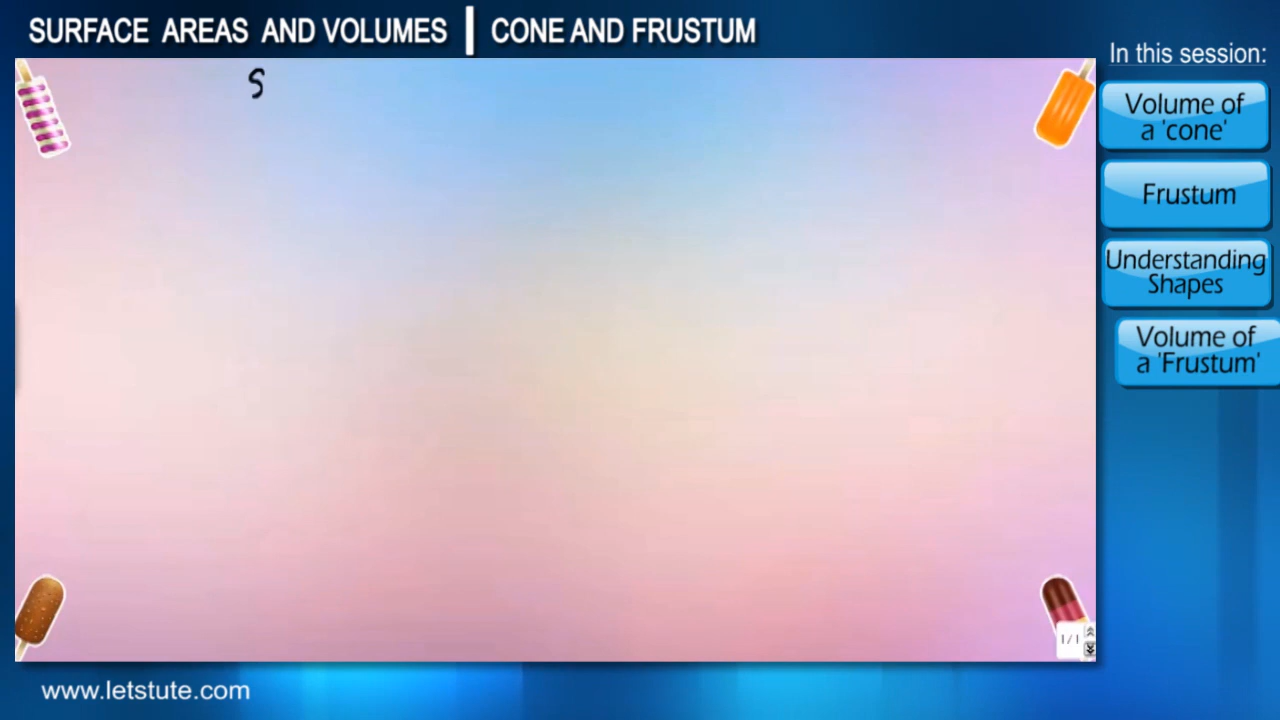 SURFACE AREAS AND VOLUMES | CONE AND FRUSTUM
In this session:
S
Volume of
a 'cone'
Frustum
Understanding
Shapes
Volume of
a 'Frustum'
1/1
www.letstute.com